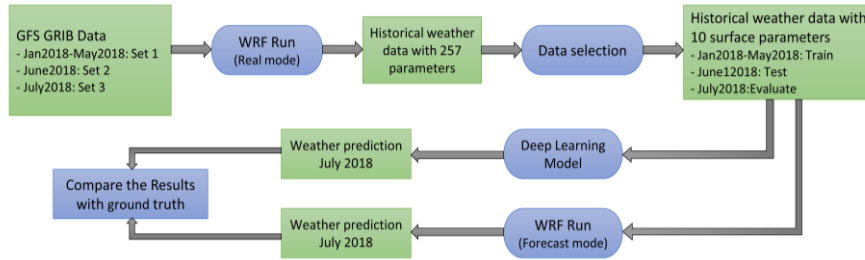 GFS GRIB Data
- Jan2018-May2018: Set 1
- June2018: Set 2
- July2018: Set 3
WRF Run
(Real mode)
Historical weather
data with 257
parameters
Data selection
Historical weather data with
10 surface parameters
- Jan2018-May2018: Train
- June12018: Test
- July2018:Evaluate
Weather prediction
July 2018
Deep Learning
Model
Compare the Results
with ground truth
Weather prediction
July 2018
WRF Run
(Forecast mode)